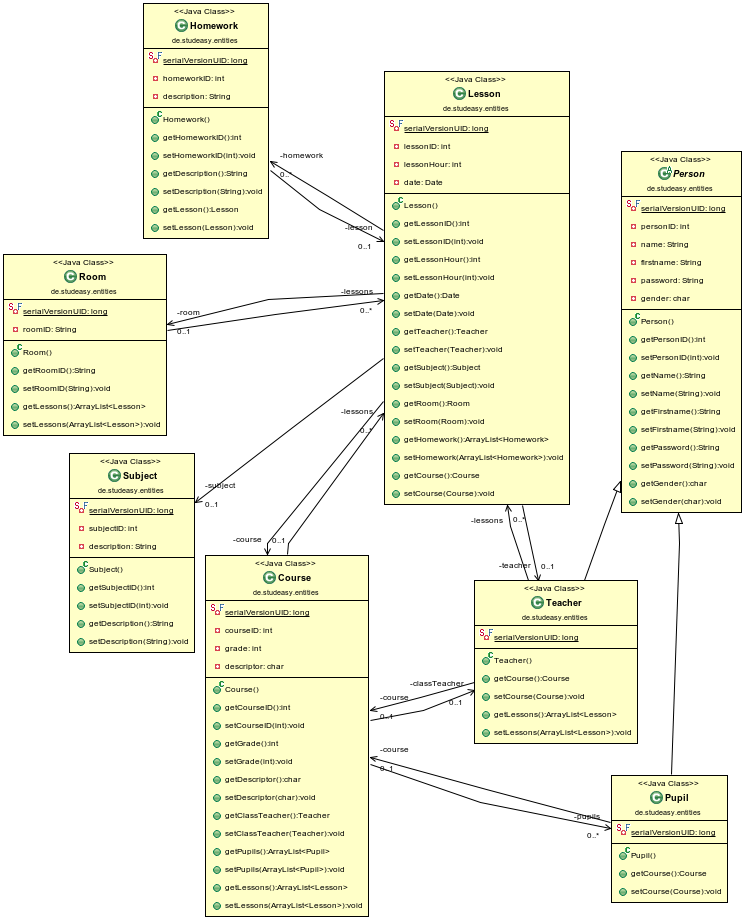 <<Java Class>>
Homework
de.studeasy.entities
serialVersionUID: long
homeworkID: int
description: String
Homework()
getHomeworkID():int
setHomeworkID(int):void
getDescription():String
setDescription(String):void
getLesson():Lesson
setLesson(Lesson):void
<<Java Class>>
Lesson
de.studeasy.entities
serialVersionUID: long
lessonID: int
lessonHour: int
date: Date
Lesson()
getLessonID():int
setLessonID(int):void
getLessonHour():int
setLessonHour(int):void
getDate():Date
setDate(Date):void
getTeacher():Teacher
setTeacher(Teacher):void
getSubject():Subject
setSubject(Subject):void
getRoom():Room
setRoom(Room):void
getHomework():ArrayList<Homework>
setHomework(ArrayList<Homework>):void
getCourse():Course
setCourse(Course):void
<<Java Class>>
Person
de.studeasy.entities
serialVersionUID: long
personID: int
name: String
firstname: String
password: String
gender: char
Person()
getPersonID():int
setPersonID(int):void
getName():String
setName(String):void
getFirstname():String
setFirstname(String):void
getPassword():String
setPassword(String):void
getGender():char
setGender(char):void
-homework
0..*
-lesson
0..1
<<Java Class>>
Room
de.studeasy.entities
serialVersionUID: long
roomID: String
Room()
getRoomID():String
setRoomID(String):void
getLessons():ArrayList<Lesson>
setLessons(ArrayList<Lesson>):void
-lessons
0..*
-room
0..1
<<Java Class>>
Subject
de.studeasy.entities
serialVersionUID: long
subjectID: int
description: String
Subject()
getSubjectID():int
setSubjectID(int):void
getDescription():String
setDescription(String):void
-subject
0..1
-lessons
0..*
-course
0..1
<<Java Class>>
Course
de.studeasy.entities
serialVersionUID: long
courseID: int
grade: int
descriptor: char
Course()
getCourseID():int
setCourseID(int):void
getGrade():int
setGrade(int):void
getDescriptor():char
setDescriptor(char):void
getClassTeacher():Teacher
setClassTeacher(Teacher):void
getPupils():ArrayList<Pupil>
setPupils(ArrayList<Pupil>):void
getLessons():ArrayList<Lesson>
setLessons(ArrayList<Lesson>):void
-lessons
0..*
-teacher
0..1
<<Java Class>>
Teacher
de.studeasy.entities
serialVersionUID: long
Teacher()
getCourse():Course
setCourse(Course):void
getLessons():ArrayList<Lesson>
setLessons(ArrayList<Lesson>):void
-classTeacher
0..1
-course
0..1
-course
0..1
-pupils
0..*
<<Java Class>>
Pupil
de.studeasy.entities
serialVersionUID: long
Pupil()
getCourse():Course
setCourse(Course):void